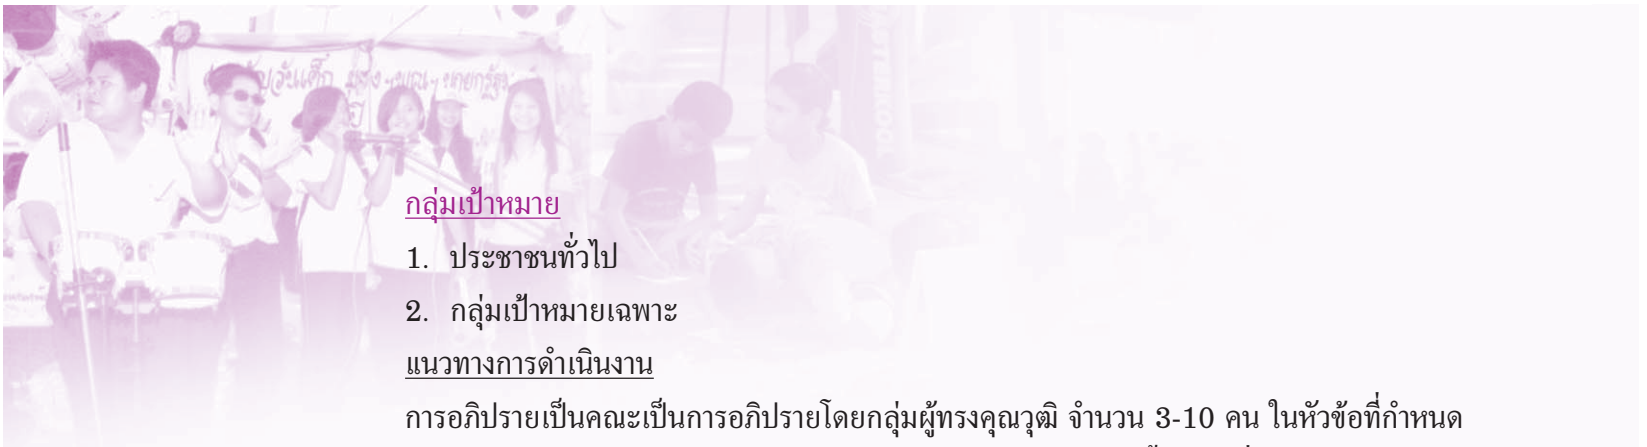 กลุ่มเป้าหมาย
1. ประชาชนทั่วไป
2. กลุ่มเป้าหมายเฉพาะ
แนวทางการดำเนินงาน
การอภิปรายเป็นคณะเป็นการอภิปรายโดยกลุ่มผู้ทรงคุณวุฒิ จำนวน 3-10 คน ในหัวข้อที่กำหนด